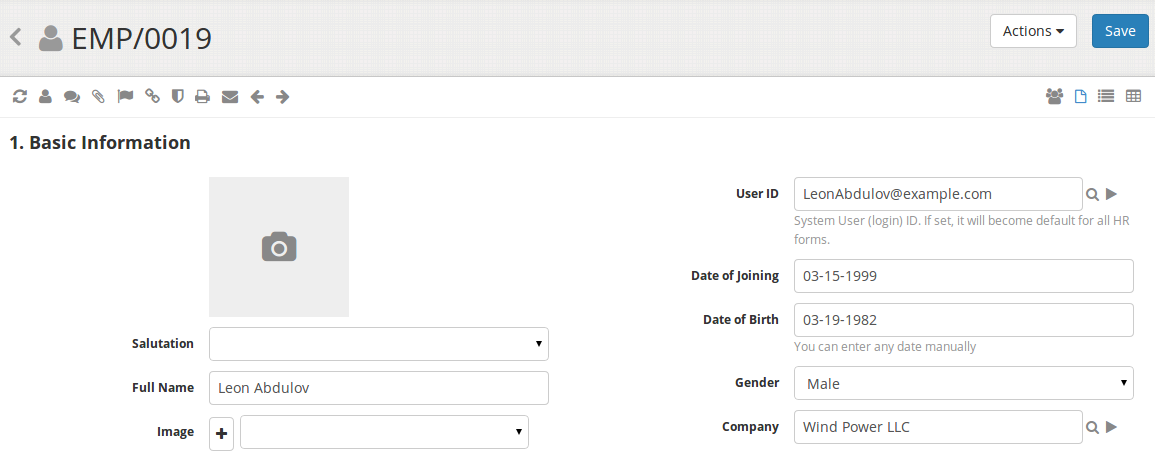 EMP/0019
Actions
Save
1. Basic Information
Salutation
Full Name
Leon Abdulov
Image
User ID
LeonAbdulov@example.com
System User (login) ID. If set, it will become default for all HR
forms.
Date of Joining
03-15-1999
Date of Birth
03-19-1982
You can enter any date manually
Gender
Male
Company
Wind Power LLC